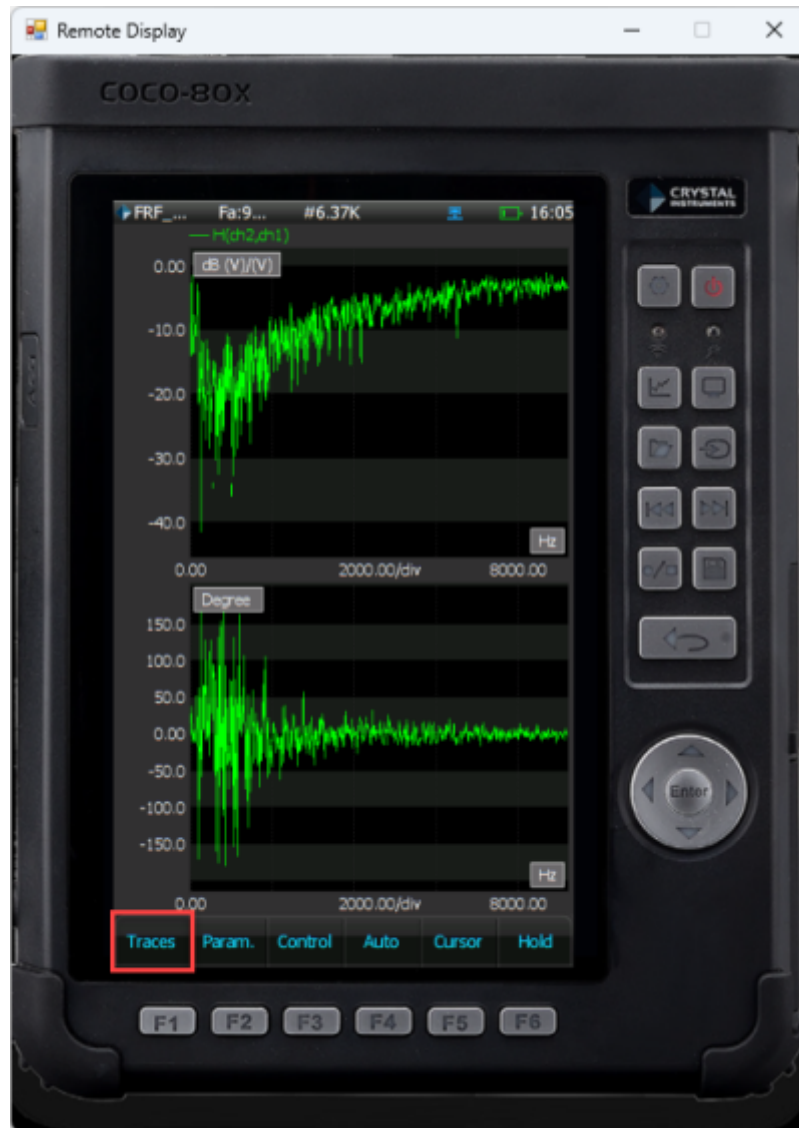 Remote Display
COCO-80X
CRYSTAL
INSTRUMENTS
FRF_... Fa:9... #6.37K 16:05
H(ch2,ch1)
0.00 dB (V)/(V)
-10.0
-20.0
-30.0
-40.0
Hz
0.00 2000.00/div 8000.00
Degree
150.0
100.0
50.0
0.00
-50.0
-100.0
-150.0
Hz
0.00 2000.00/div 8000.00
Enter
Traces Param. Control Auto Cursor Hold
F1 F2 F3 F4 F5 F6